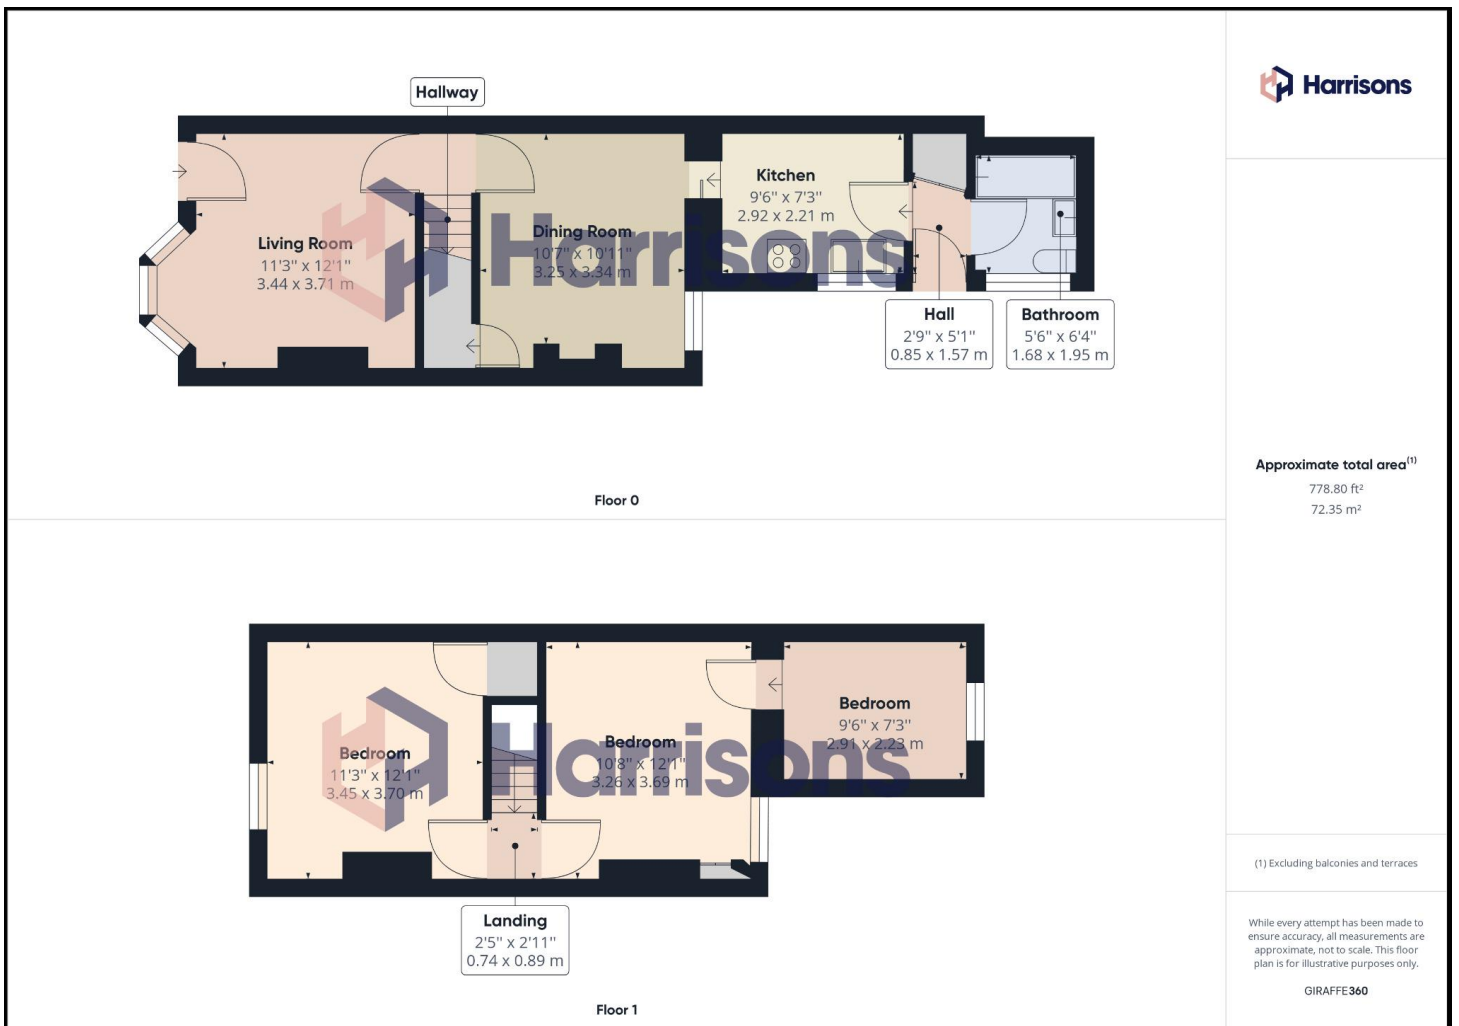 Hallway
Living Room
11'3" x 12'1"
3.44 x 3.71 m
Dining Room
10'7" x 10'11"
3.25 x 3.34 m
Kitchen
9'6" x 7'3"
2.92 x 2.21 m
Hall
2'9" x 5'1"
0.85 x 1.57 m
Bathroom
5'6" x 6'4"
1.68 x 1.95 m
Harrisons
Floor 0
Bedroom
11'3" x 12'1"
3.45 x 3.70 m
Bedroom
10'8" x 12'1"
3.26 x 3.69 m
Bedroom
9'6" x 7'3"
2.91 x 2.23 m
Harrisons
Landing
2'5" x 2'11"
0.74 x 0.89 m
Floor 1
Harrisons
Approximate total area(1)
778.80 ft²
72.35 m²
(1) Excluding balconies and terraces
While every attempt has been made to
ensure accuracy, all measurements are
approximate, not to scale. This floor
plan is for illustrative purposes only.
GIRAFFE360